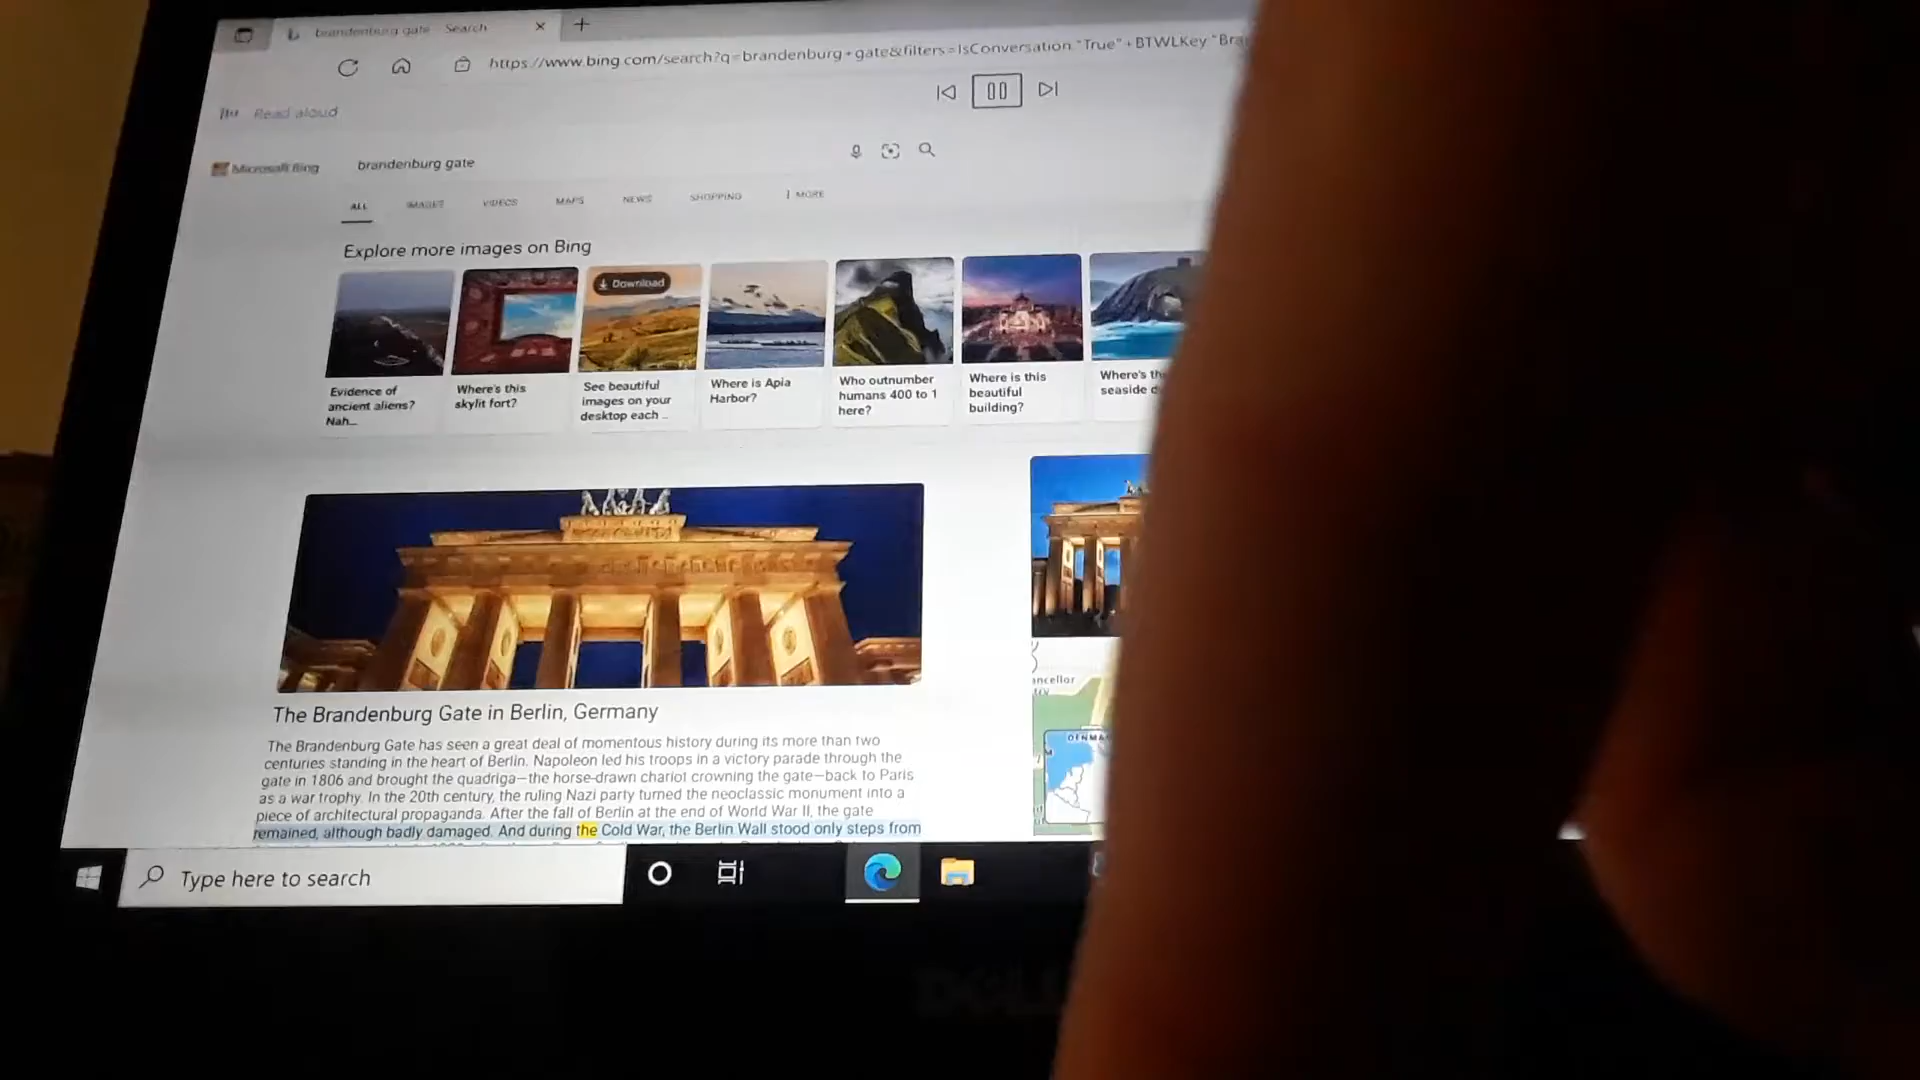 brandenburg gate - Search
https://www.bing.com/search?q=brandenburg+gate&filters=IsConversation:"True"+BTWLKey:"Bra
Read aloud
Microsoft Bing
brandenburg gate
ALL IMAGES VIDEOS MAPS NEWS SHOPPING MORE
Explore more images on Bing
Download
Evidence of
ancient aliens?
Nah...
Where's this
skylit fort?
See beautiful
images on your
desktop each ...
Where is Apia
Harbor?
Who outnumber
humans 400 to 1
here?
Where is this
beautiful
building?
Where's
seaside
The Brandenburg Gate in Berlin, Germany
The Brandenburg Gate has seen a great deal of momentous history during its more than two
centuries standing in the heart of Berlin. Napoleon led his troops in a victory parade through the
gate in 1806 and brought the quadriga—the horse-drawn chariot crowning the gate—back to Paris
as a war trophy. In the 20th century, the ruling Nazi party turned the neoclassic monument into a
piece of architectural propaganda. After the fall of Berlin at the end of World War II, the gate
remained, although badly damaged. And during the Cold War, the Berlin Wall stood only steps from
ancellor
DENMA
Type here to search
DELL